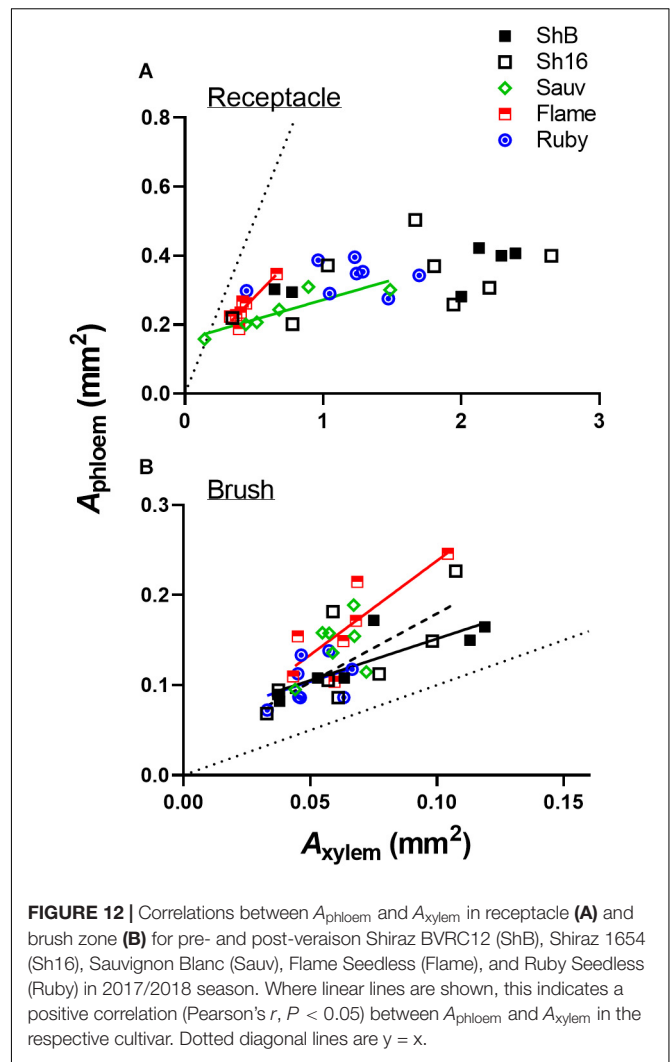 ShB
Sh16
Sauv
Flame
Ruby
A
Receptacle
0.8
0.6
0.4
0.2
0.0
0 1 2 3
Aphloem (mm²)
B
Brush
0.3
0.2
0.1
0.0
0.00 0.05 0.10 0.15
Axylem (mm²)
FIGURE 12 | Correlations between Aphloem and Axylem in receptacle (A) and
brush zone (B) for pre- and post-veraison Shiraz BVRC12 (ShB), Shiraz 1654
(Sh16), Sauvignon Blanc (Sauv), Flame Seedless (Flame), and Ruby Seedless
(Ruby) in 2017/2018 season. Where linear lines are shown, this indicates a
positive correlation (Pearson's r, P < 0.05) between Aphloem and Axylem in the
respective cultivar. Dotted diagonal lines are y = x.